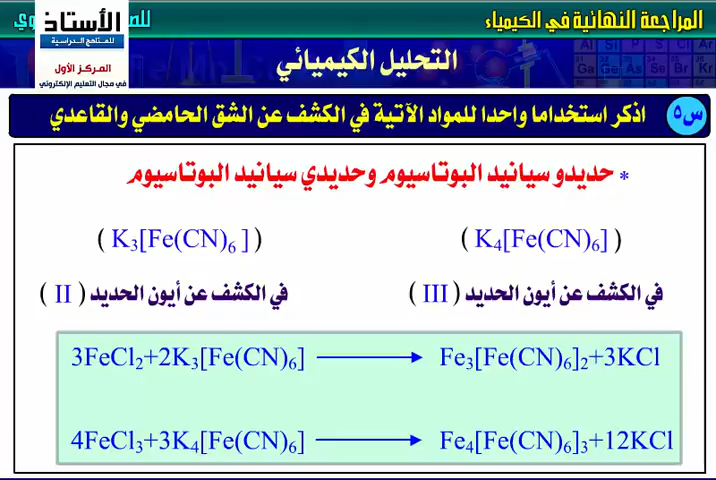 المراجعة النهائية في الكيمياء
الأستاذ
للمناهج الدراسية
المركز الأول
في مجال التعليم الإلكتروني
التحليل الكيميائي
س٥ اذكر استخداما واحدا للمواد الآتية في الكشف عن الشق الحامضي والقاعدي
* حديدو سيانيد البوتاسيوم وحديدي سيانيد البوتاسيوم
( K4[Fe(CN)6] ) ( K3[Fe(CN)6 ] )
في الكشف عن أيون الحديد ( III ) في الكشف عن أيون الحديد ( II )
3FeCl2+2K3[Fe(CN)6] ⟶ Fe3[Fe(CN)6]2+3KCl
4FeCl3+3K4[Fe(CN)6] ⟶ Fe4[Fe(CN)6]3+12KCl